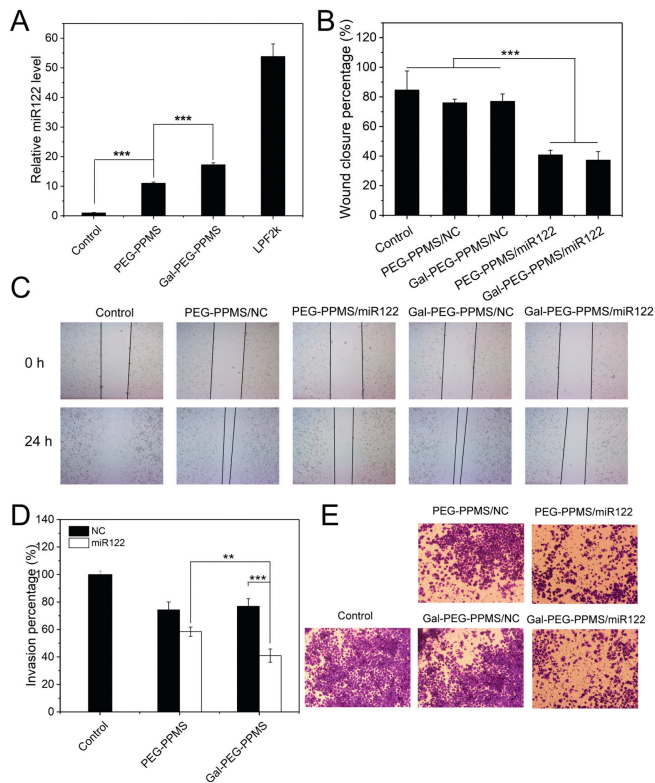 A
Relative miR122 level
60
50
40
30
20
10
0
***
***
Control
PEG-PPMS
Gal-PEG-PPMS
LPF2k
B
Wound closure percentage (%)
120
100
80
60
40
20
0
***
Control
PEG-PPMS/NC
Gal-PEG-PPMS/NC
PEG-PPMS/miR122
Gal-PEG-PPMS/miR122
C
Control
PEG-PPMS/NC
PEG-PPMS/miR122
Gal-PEG-PPMS/NC
Gal-PEG-PPMS/miR122
0 h
24 h
D
Invasion percentage (%)
140
120
100
80
60
40
20
0
NC
miR122
**
***
Control
PEG-PPMS
Gal-PEG-PPMS
E
PEG-PPMS/NC
PEG-PPMS/miR122
Control
Gal-PEG-PPMS/NC
Gal-PEG-PPMS/miR122